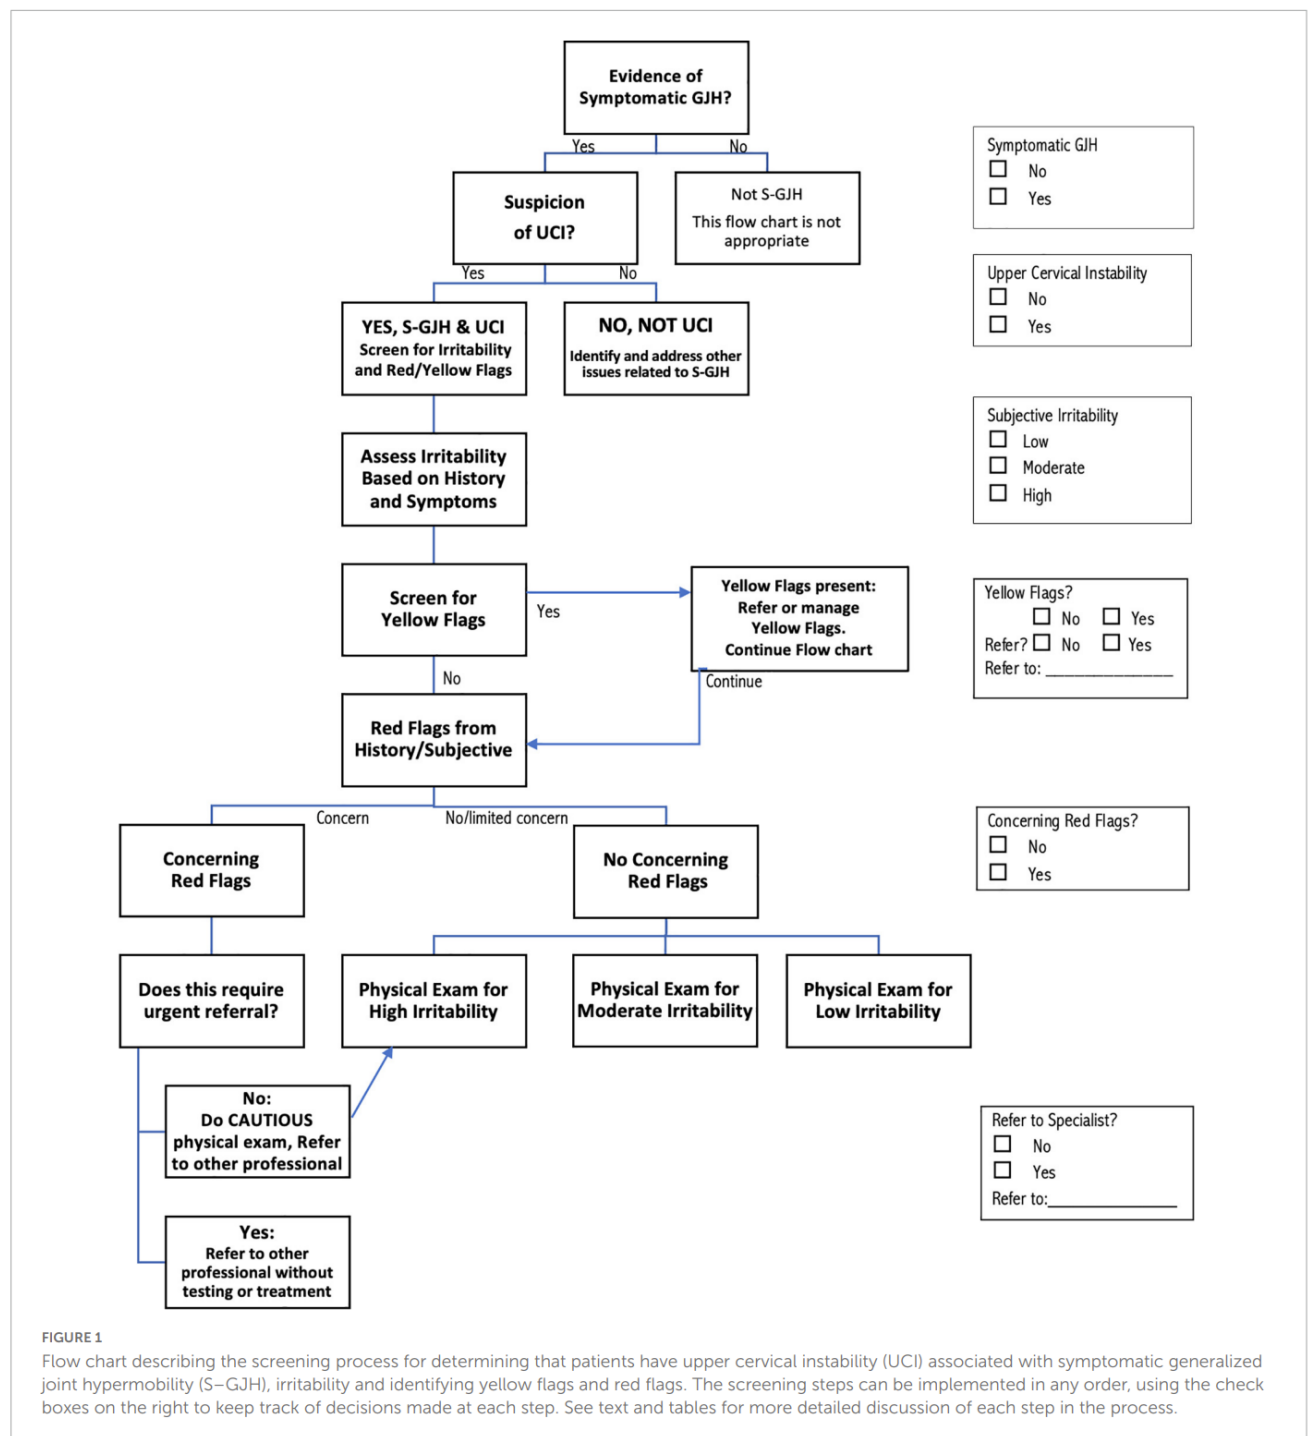 Evidence of
Symptomatic GJH?
Yes
No
Suspicion
of UCI?
Not S-GJH
This flow chart is not
appropriate
Yes
No
YES, S-GJH & UCI
Screen for Irritability
and Red/Yellow Flags
NO, NOT UCI
Identify and address other
issues related to S-GJH
Assess Irritability
Based on History
and Symptoms
Screen for
Yellow Flags
Yes
Yellow Flags present:
Refer or manage
Yellow Flags.
Continue Flow chart
No
Continue
Red Flags from
History/Subjective
Concern
No/limited concern
Concerning
Red Flags
No Concerning
Red Flags
Does this require
urgent referral?
Physical Exam for
High Irritability
Physical Exam for
Moderate Irritability
Physical Exam for
Low Irritability
No:
Do CAUTIOUS
physical exam, Refer
to other professional
Yes:
Refer to other
professional without
testing or treatment
Symptomatic GJH
No
Yes
Upper Cervical Instability
No
Yes
Subjective Irritability
Low
Moderate
High
Yellow Flags?
No Yes
Refer? No Yes
Refer to: _____________
Concerning Red Flags?
No
Yes
Refer to Specialist?
No
Yes
Refer to:_____________
FIGURE 1
Flow chart describing the screening process for determining that patients have upper cervical instability (UCI) associated with symptomatic generalized
joint hypermobility (S–GJH), irritability and identifying yellow flags and red flags. The screening steps can be implemented in any order, using the check
boxes on the right to keep track of decisions made at each step. See text and tables for more detailed discussion of each step in the process.